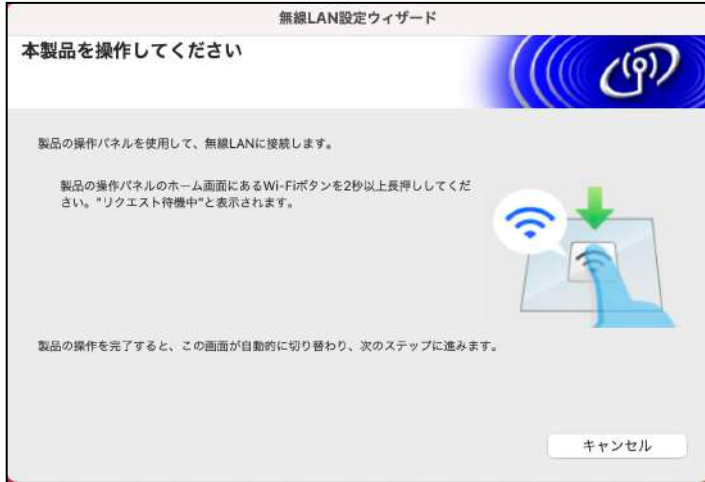 無線LAN設定ウィザード
本製品を操作してください
製品の操作パネルを使用して、無線LANに接続します。
製品の操作パネルのホーム画面にあるWi-Fiボタンを2秒以上長押ししてくだ
さい。"リクエスト待機中"と表示されます。
製品の操作を完了すると、この画面が自動的に切り替わり、次のステップに進みます。
キャンセル